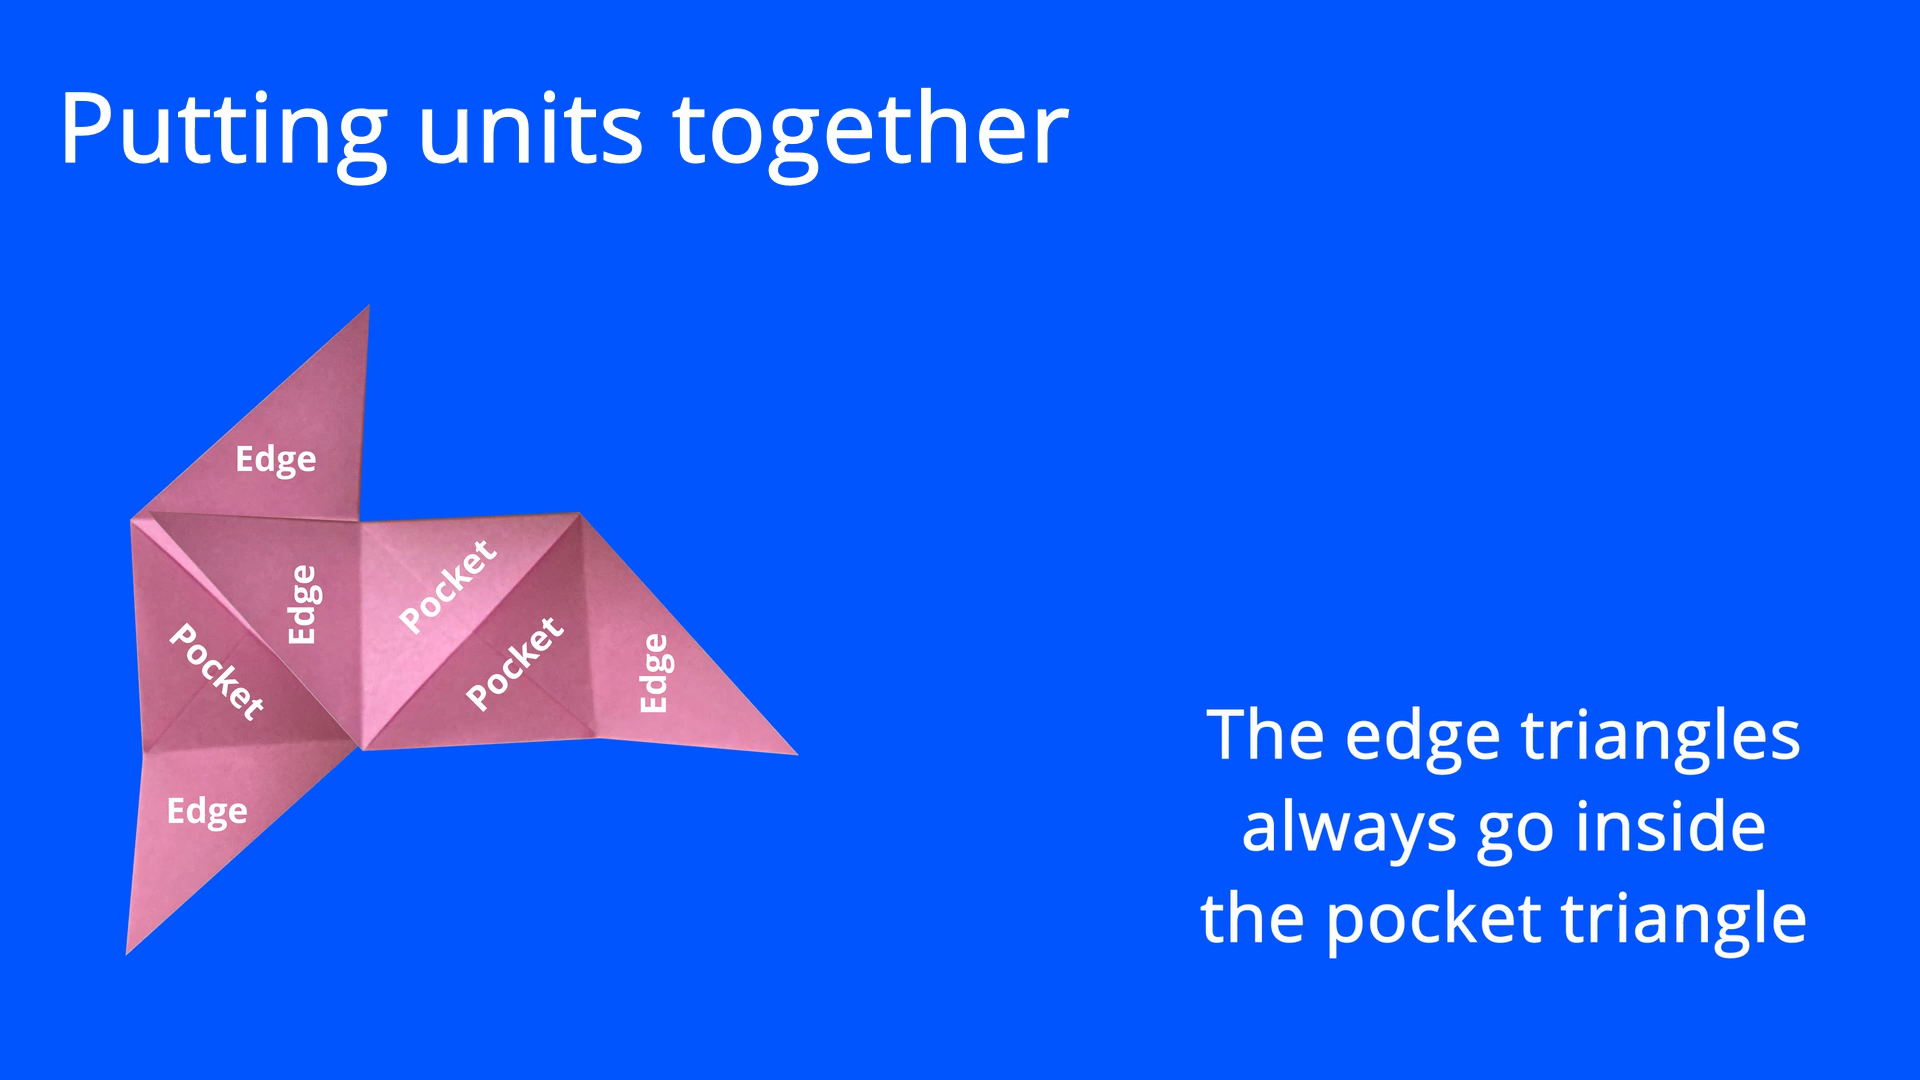 Putting units together
Edge
Edge
Pocket
Pocket
Edge
Pocket
Edge
The edge triangles
always go inside
the pocket triangle